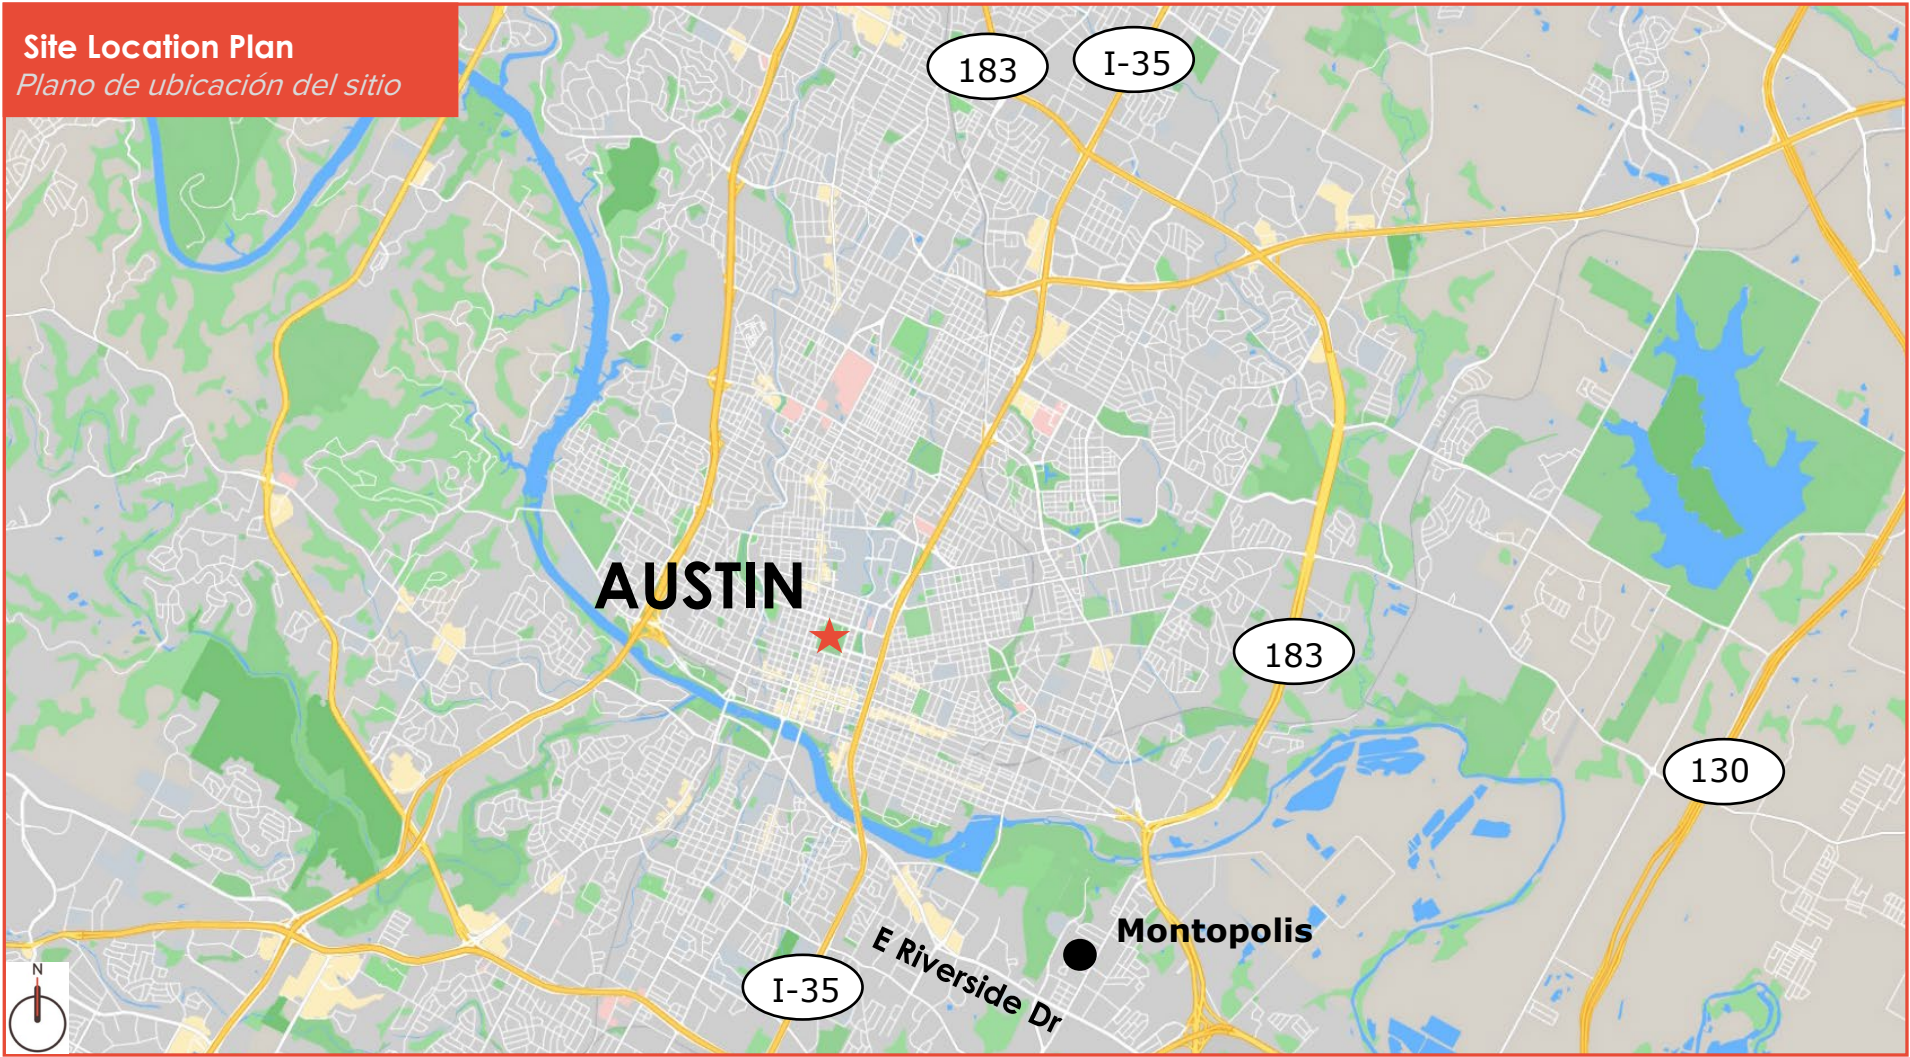 Site Location Plan
Plano de ubicación del sitio
183
I-35
AUSTIN
183
130
Montopolis
E Riverside Dr
I-35
N